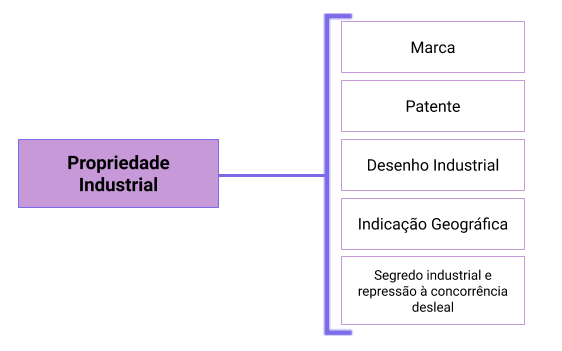 Propriedade
Industrial
Marca
Patente
Desenho Industrial
Indicação Geográfica
Segredo industrial e
repressão à concorrência
desleal